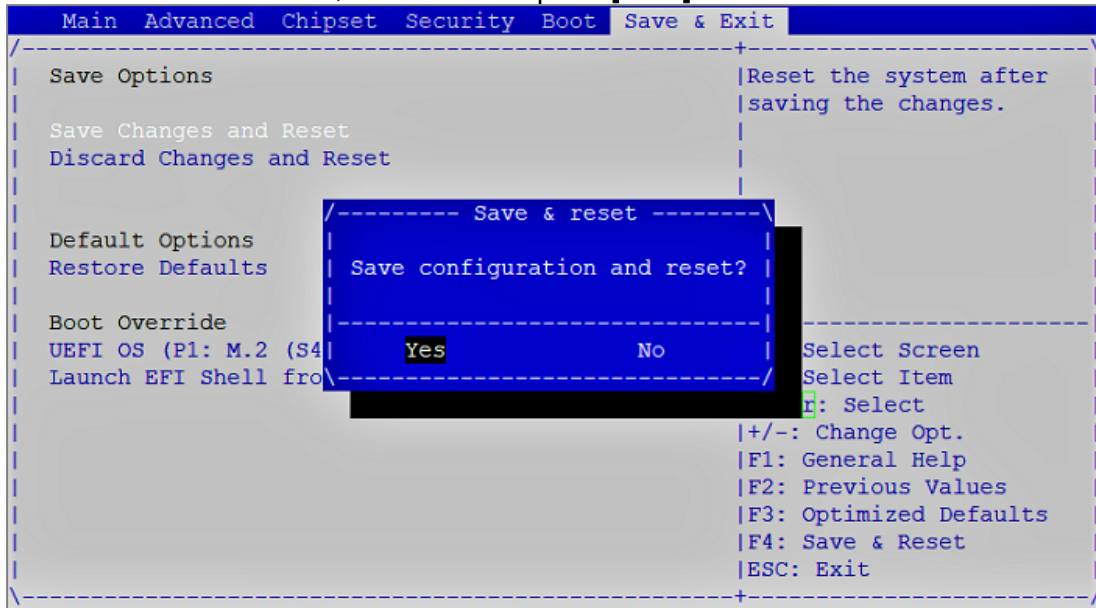 Main Advanced Chipset Security Boot Save & Exit
Save Options
Save Changes and Reset
Discard Changes and Reset
Default Options
Restore Defaults
Boot Override
UEFI OS (P1: M.2 (S4
Launch EFI Shell fro
Save & reset
Save configuration and reset?
Yes No
Reset the system after
saving the changes.
Select Screen
Select Item
r: Select
+/-: Change Opt.
F1: General Help
F2: Previous Values
F3: Optimized Defaults
F4: Save & Reset
ESC: Exit